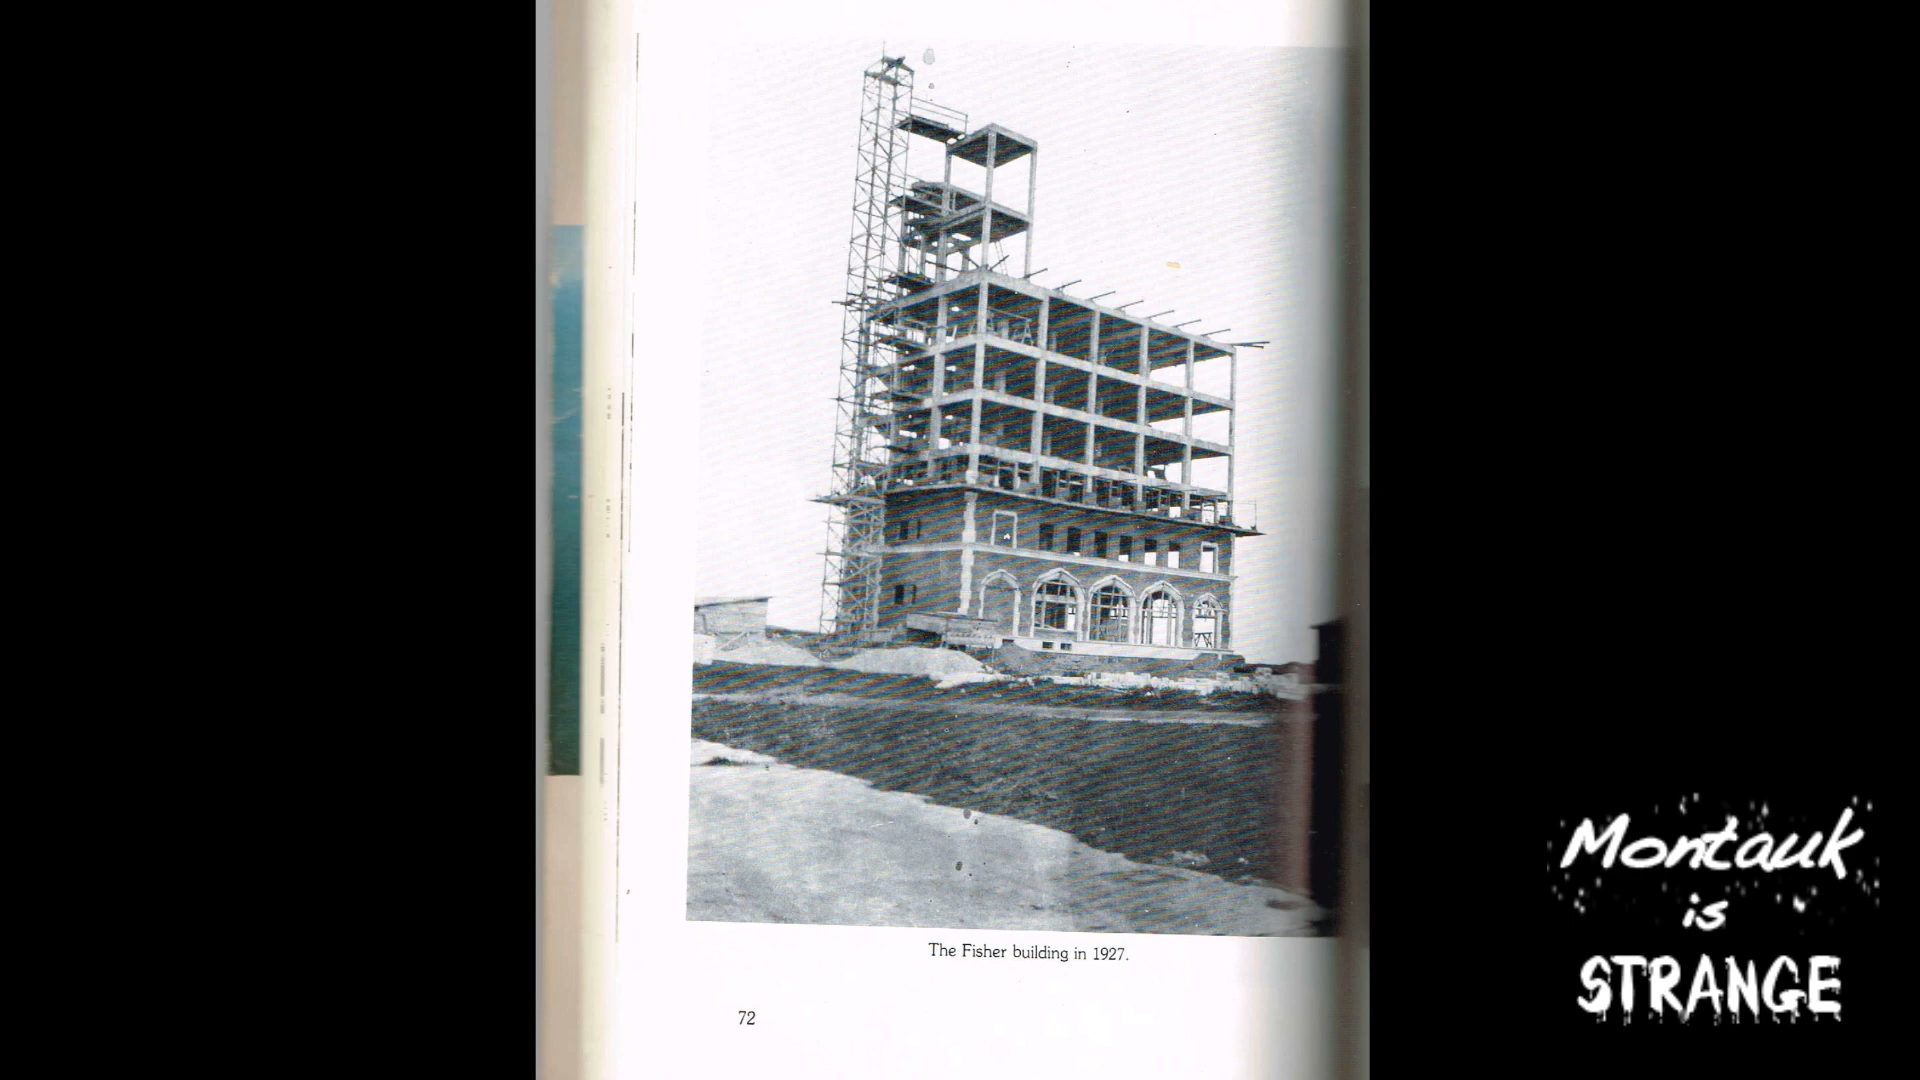 The Fisher building in 1927.
72
Montauk
is
STRANGE